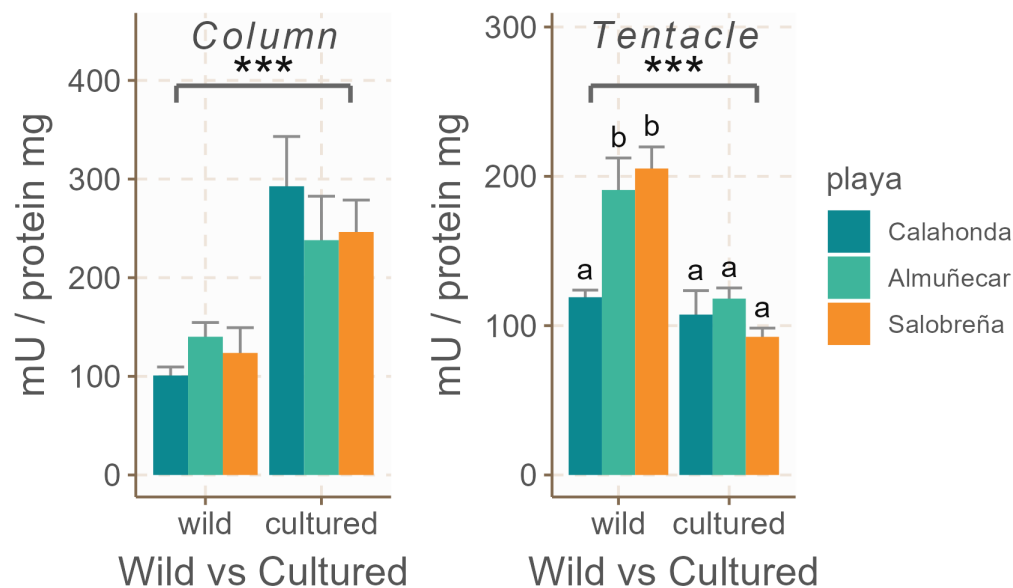 Column
***
400
300
200
100
0
mU / protein mg
wild cultured
Wild vs Cultured
Tentacle
***
300
200
100
0
mU / protein mg
a b b a a a
wild cultured
Wild vs Cultured
playa
Calahonda
Almuñecar
Salobreña